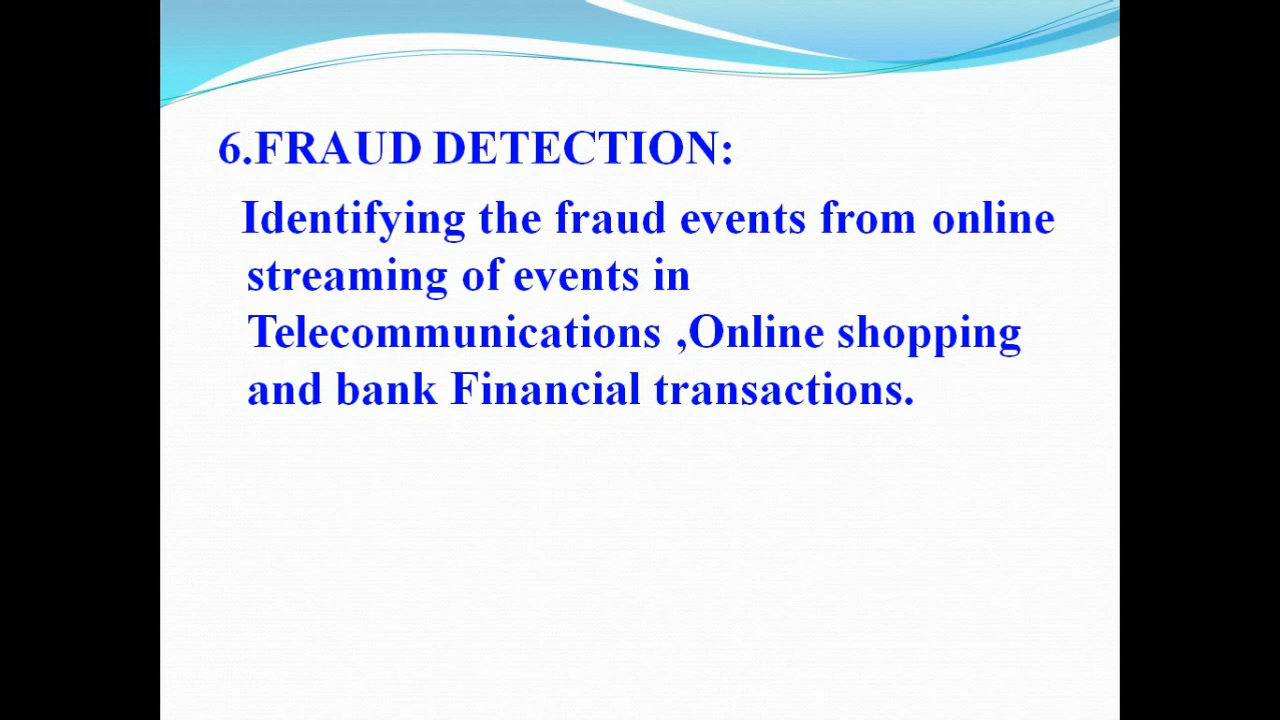 6.FRAUD DETECTION:
Identifying the fraud events from online
streaming of events in
Telecommunications ,Online shopping
and bank Financial transactions.